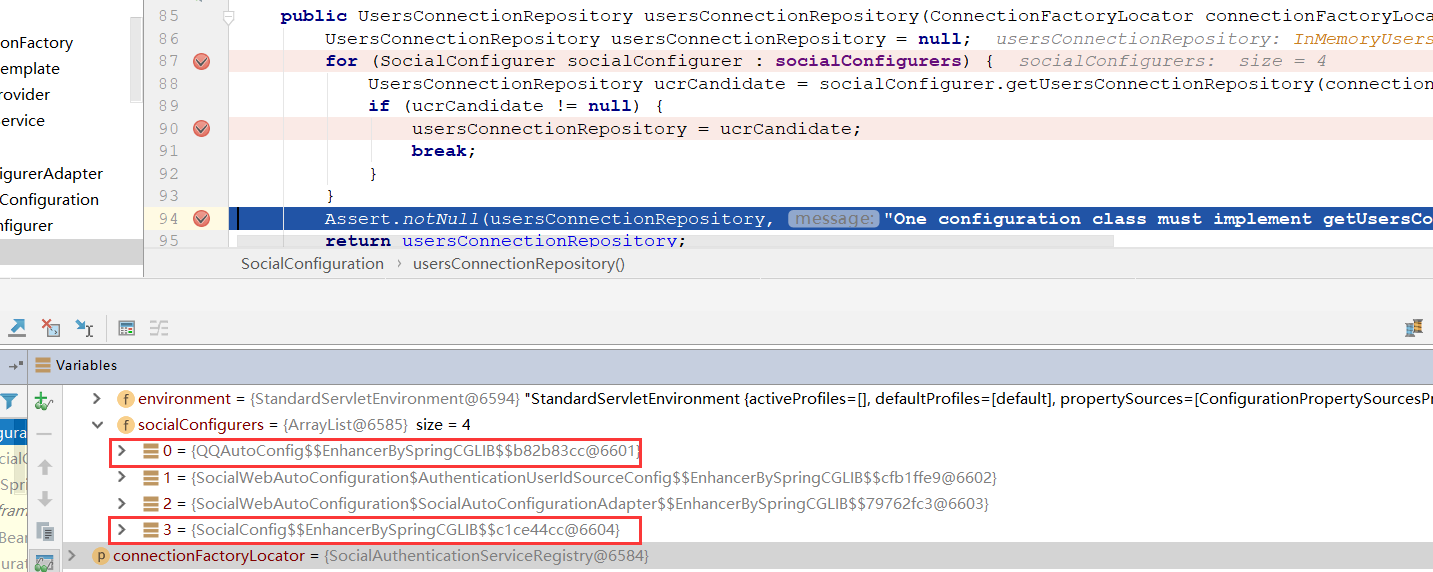 85 public UsersConnectionRepository usersConnectionRepository(ConnectionFactoryLocator connectionFactoryLoca
onFactory
86 UsersConnectionRepository usersConnectionRepository = null; usersConnectionRepository: InMemoryUsers
emplate
87 for (SocialConfigurer socialConfigurer : socialConfigurers) { socialConfigurers: size = 4
rovider
88 UsersConnectionRepository ucrCandidate = socialConfigurer.getUsersConnectionRepository(connection
89 if (ucrCandidate != null) {
ervice
90 usersConnectionRepository = ucrCandidate;
91 break;
igurerAdapter
92 }
Configuration
93 }
94 Assert.notNull(usersConnectionRepository, message: "One configuration class must implement getUsersCo
nfigurer
95 return usersConnectionRepository;
SocialConfiguration › usersConnectionRepository()
Variables
environment = {StandardServletEnvironment@6594} "StandardServletEnvironment {activeProfiles=[], defaultProfiles=[default], propertySources=[ConfigurationPropertySourcesPr
socialConfigurers = {ArrayList@6585} size = 4
0 = {QQAutoConfig$$EnhancerBySpringCGLIB$$b82b83cc@6601}
1 = {SocialWebAutoConfiguration$AuthenticationUserIdSourceConfig$$EnhancerBySpringCGLIB$$cfb1ffe9@6602}
2 = {SocialWebAutoConfiguration$SocialAutoConfigurationAdapter$$EnhancerBySpringCGLIB$$79762fc3@6603}
3 = {SocialConfig$$EnhancerBySpringCGLIB$$c1ce44cc@6604}
connectionFactoryLocator = {SocialAuthenticationServiceRegistry@6584}